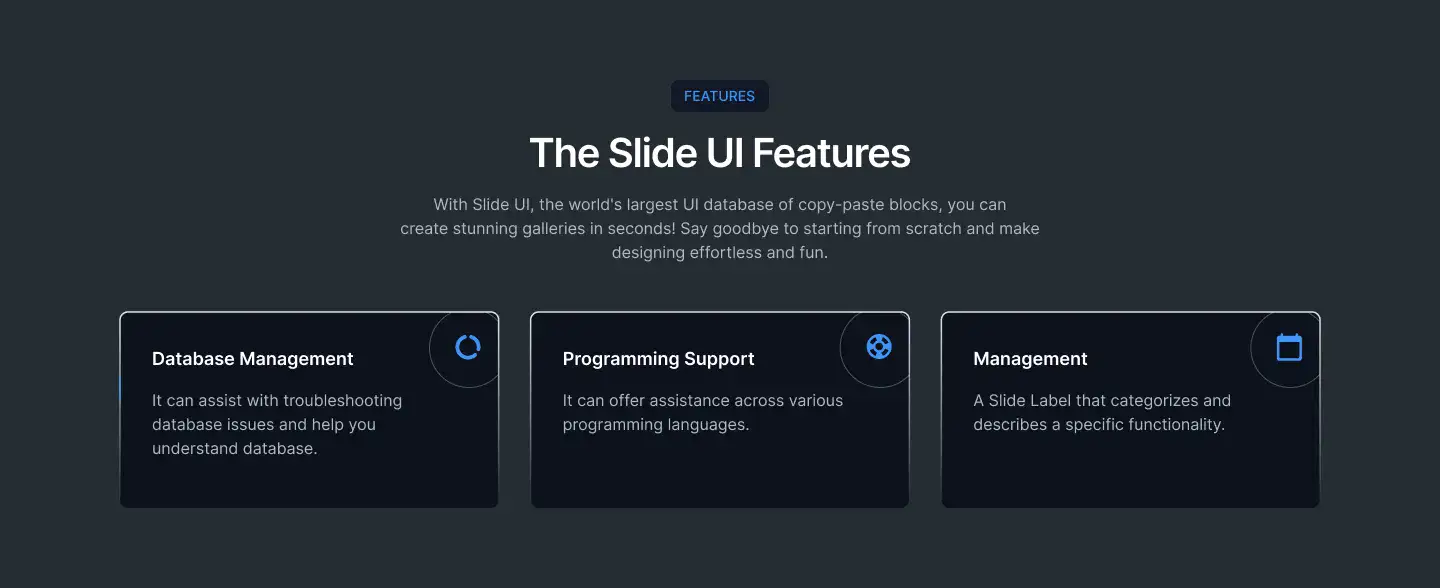 FEATURES
The Slide UI Features
With Slide UI, the world's largest UI database of copy-paste blocks, you can
create stunning galleries in seconds! Say goodbye to starting from scratch and make
designing effortless and fun.
Database Management
It can assist with troubleshooting
database issues and help you
understand database.
Programming Support
It can offer assistance across various
programming languages.
Management
A Slide Label that categorizes and
describes a specific functionality.